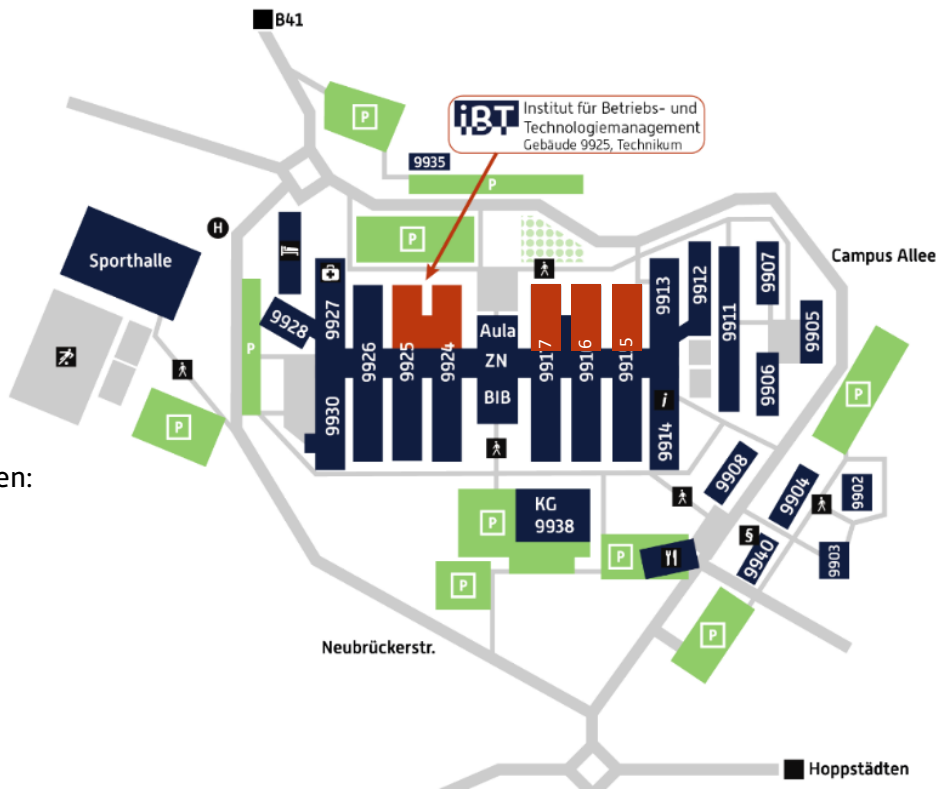 B41
iBT
Institut für Betriebs- und
Technologiemanagement
Gebäude 9925, Technikum
P
9935
P
H
P
Sporthalle
Campus Allee
9928
9927
9926
9925
9924
Aula
ZN
BIB
9917
9916
9915
9913
9912
9911
9907
9905
9906
P
9930
i
9914
P
P
en:
9908
9904
9902
KG
9938
P
P
§
9940
9903
P
P
Neubrückerstr.
Hoppstädten